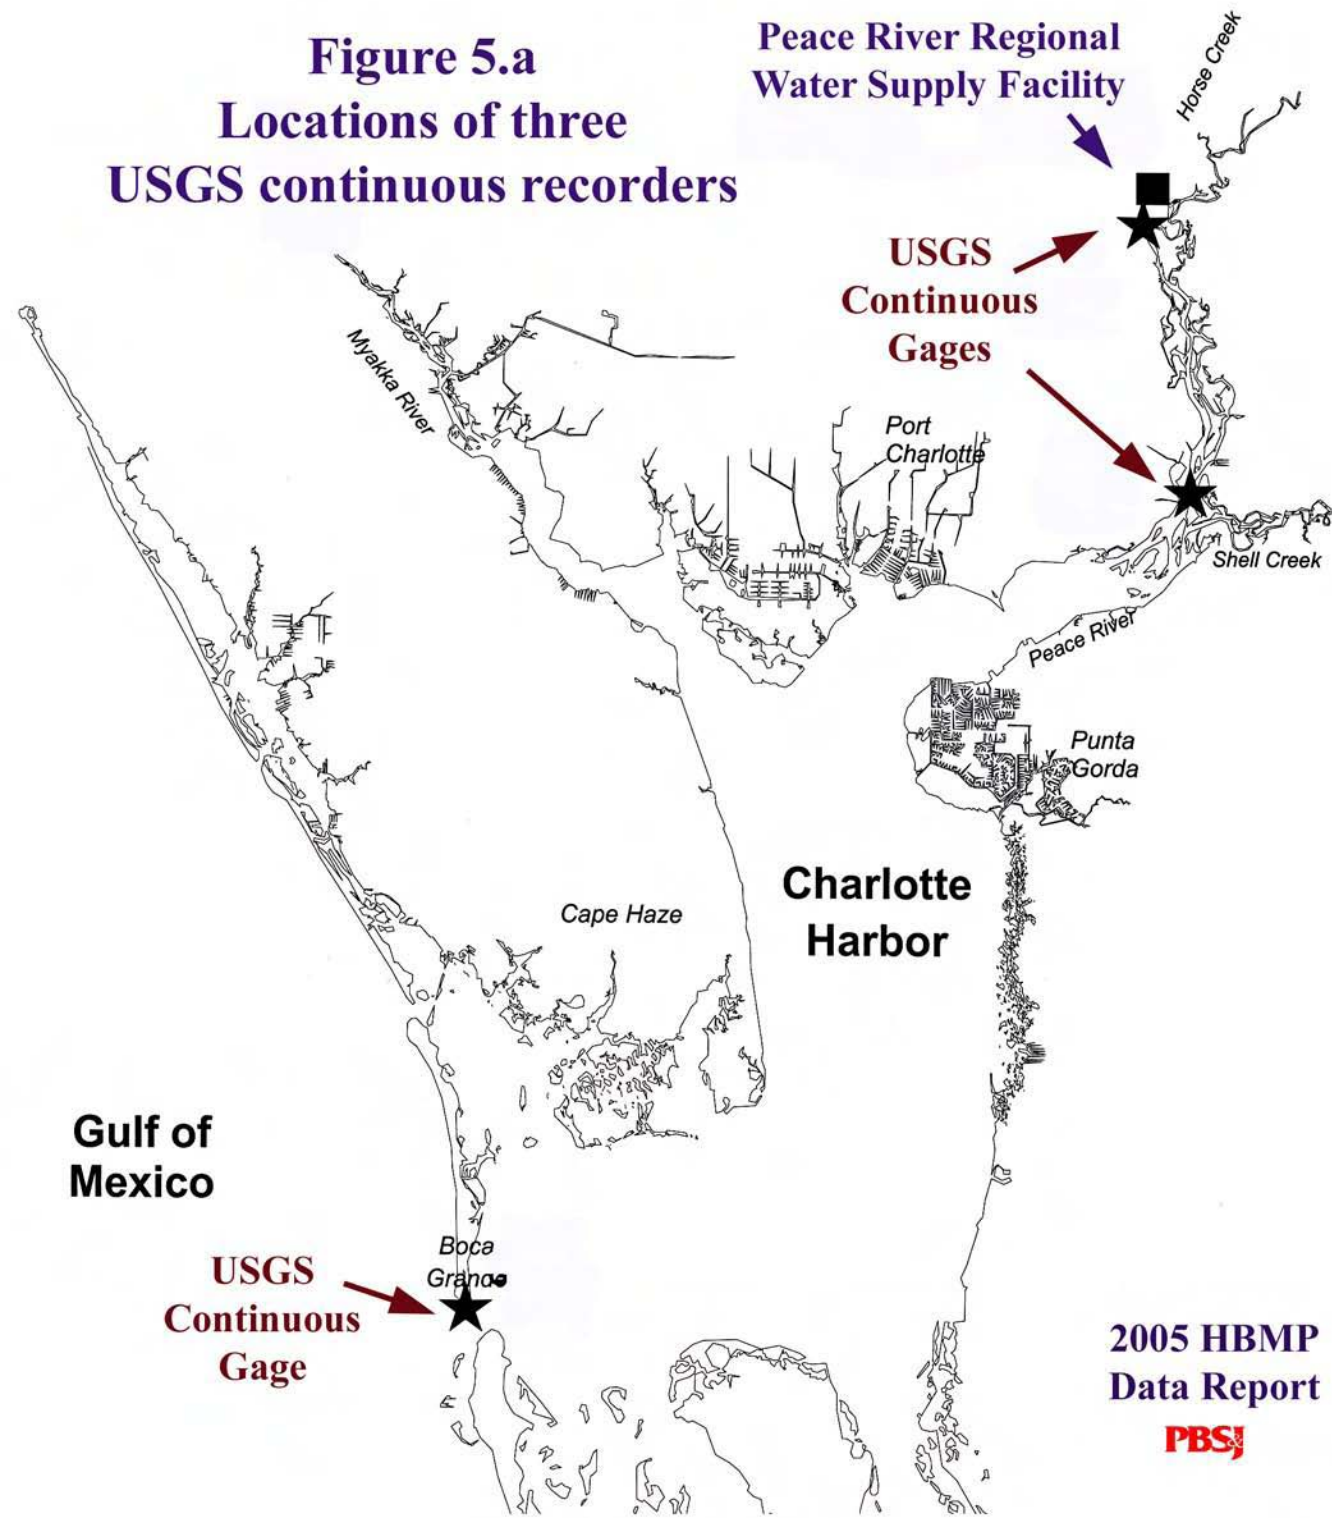 Figure 5.a
Locations of three
USGS continuous recorders
Peace River Regional
Water Supply Facility
Horse Creek
USGS
Continuous
Gages
Myakka River
Port
Charlotte
Shell Creek
Peace River
Punta
Gorda
Charlotte
Harbor
Cape Haze
Gulf of
Mexico
Boca
Grande
USGS
Continuous
Gage
2005 HBMP
Data Report
PBS&J